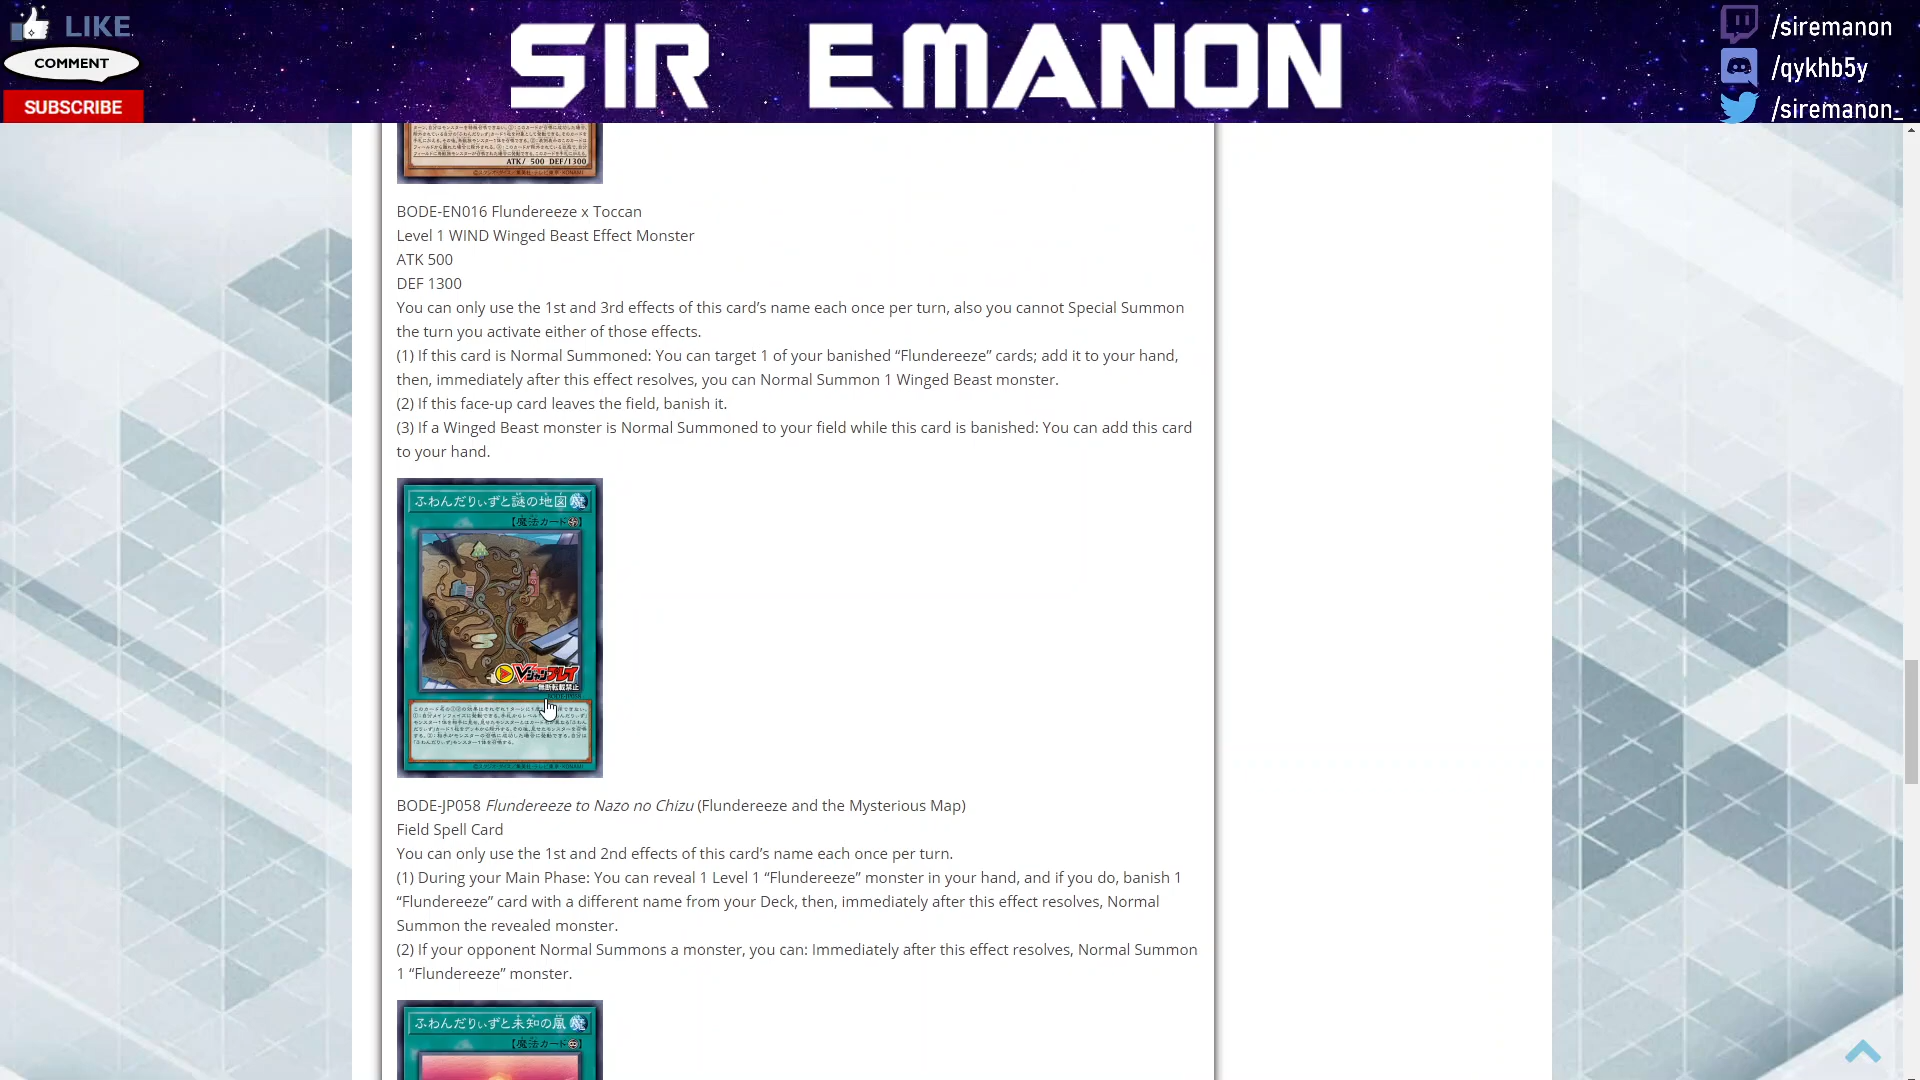 LIKE
COMMENT
SUBSCRIBE
SIR EMANON
/siremanon
/qykhb5y
/siremanon_
ATK/ 500 DEF/1300
BODE-EN016 Flundereeze x Toccan
Level 1 WIND Winged Beast Effect Monster
ATK 500
DEF 1300
You can only use the 1st and 3rd effects of this card’s name each once per turn, also you cannot Special Summon
the turn you activate either of those effects.
(1) If this card is Normal Summoned: You can target 1 of your banished “Flundereeze” cards; add it to your hand,
then, immediately after this effect resolves, you can Normal Summon 1 Winged Beast monster.
(2) If this face-up card leaves the field, banish it.
(3) If a Winged Beast monster is Normal Summoned to your field while this card is banished: You can add this card
to your hand.
ふわんだりぃずと謎の地図
【魔法カード】
Vジャンプレイ
無断転載禁止
BODE-JP058 Flundereeze to Nazo no Chizu (Flundereeze and the Mysterious Map)
Field Spell Card
You can only use the 1st and 2nd effects of this card’s name each once per turn.
(1) During your Main Phase: You can reveal 1 Level 1 “Flundereeze” monster in your hand, and if you do, banish 1
“Flundereeze” card with a different name from your Deck, then, immediately after this effect resolves, Normal
Summon the revealed monster.
(2) If your opponent Normal Summons a monster, you can: Immediately after this effect resolves, Normal Summon
1 “Flundereeze” monster.
ふわんだりぃずと未知の風
【魔法カード】